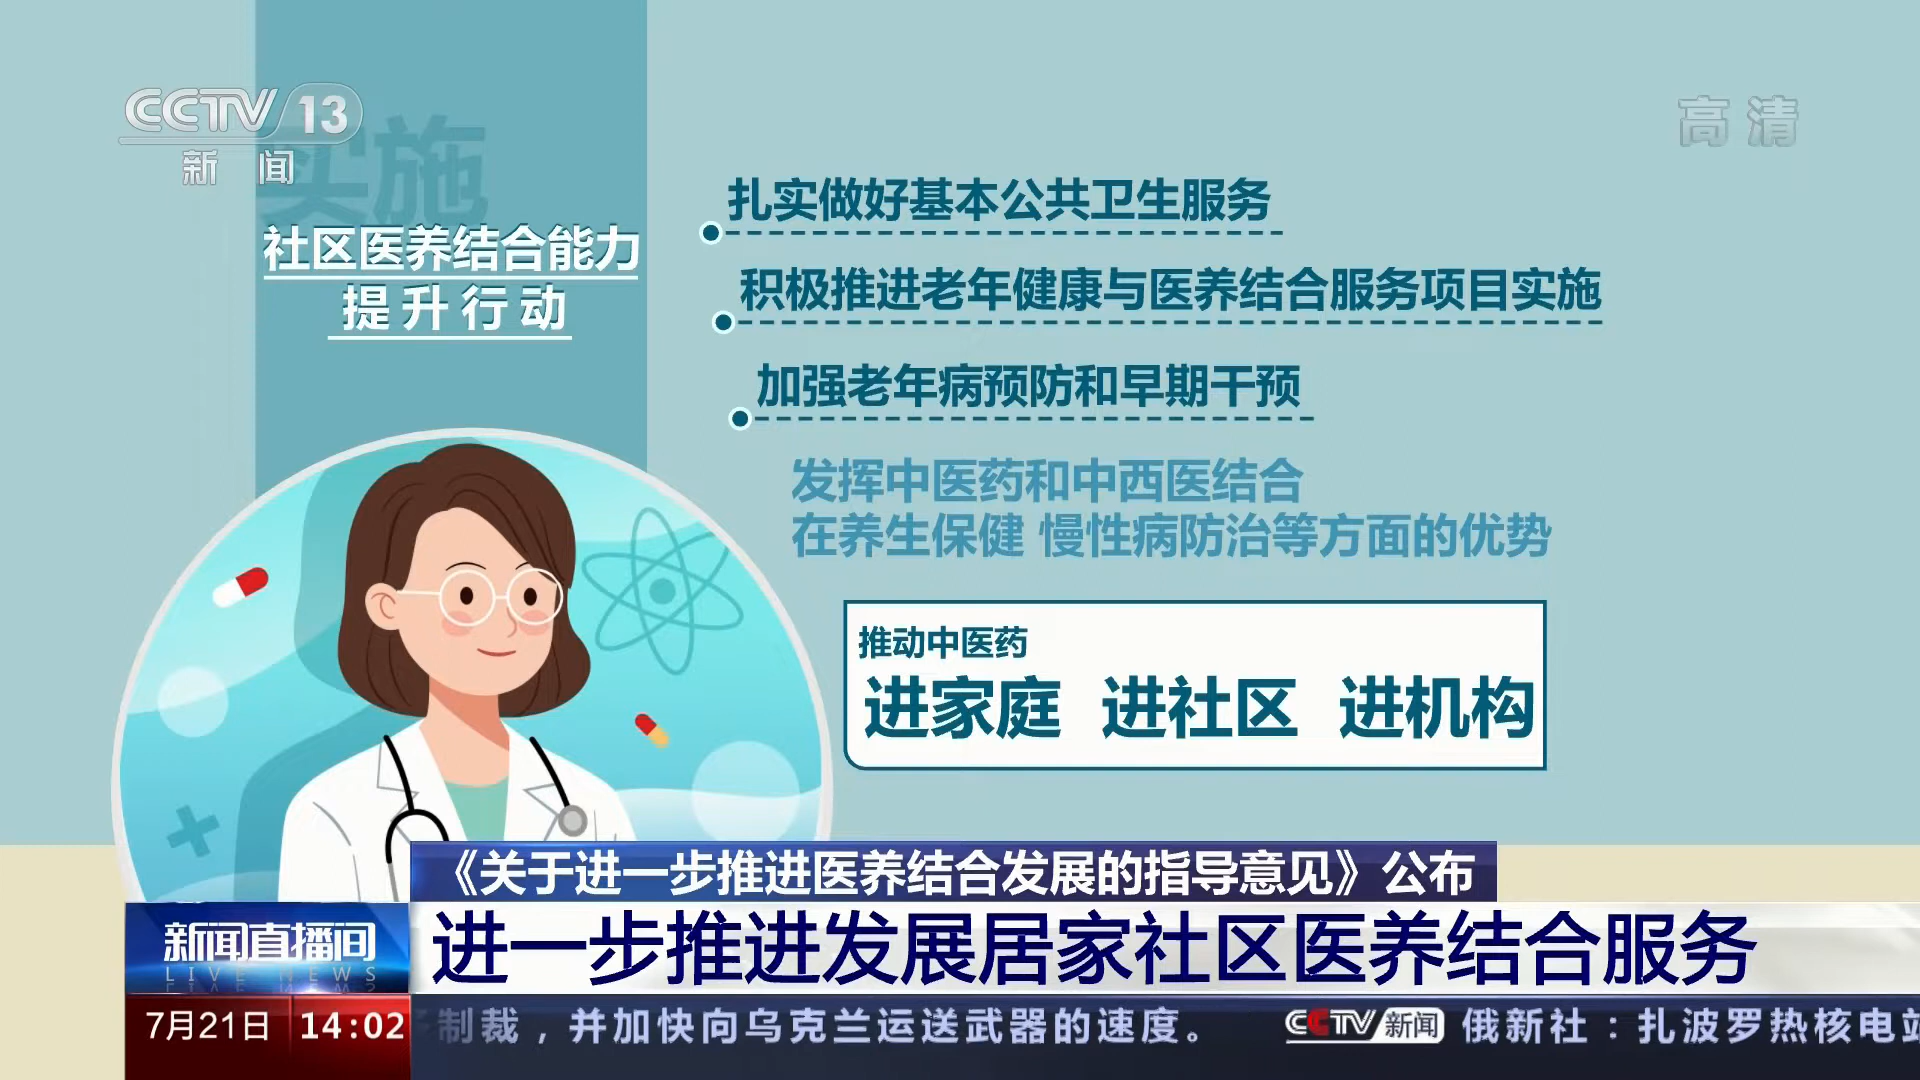 CCTV 13
新闻
高清
实施
社区医养结合能力
提升行动
扎实做好基本公共卫生服务
积极推进老年健康与医养结合服务项目实施
加强老年病预防和早期干预
发挥中医药和中西医结合
在养生保健 慢性病防治等方面的优势
推动中医药
进家庭 进社区 进机构
《关于进一步推进医养结合发展的指导意见》公布
新闻直播间
LIVE NEWS
进一步推进发展居家社区医养结合服务
7月21日 14:02
制裁，并加快向乌克兰运送武器的速度。 CCTV新闻 俄新社：扎波罗热核电站